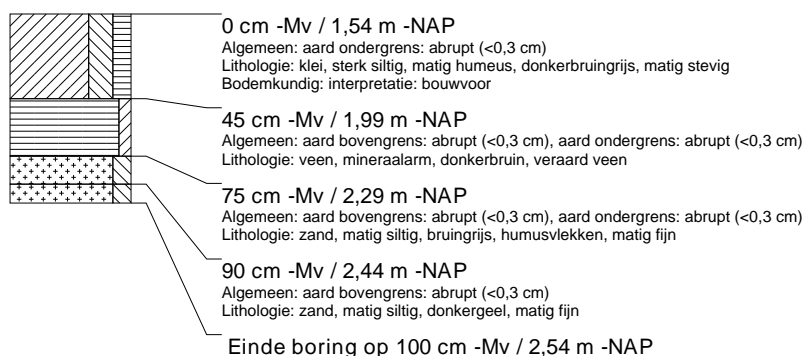 0 cm -Mv / 1,54 m -NAP
Algemeen: aard ondergrens: abrupt (<0,3 cm)
Lithologie: klei, sterk siltig, matig humeus, donkerbruingrijs, matig stevig
Bodemkundig: interpretatie: bouwvoor
45 cm -Mv / 1,99 m -NAP
Algemeen: aard bovengrens: abrupt (<0,3 cm), aard ondergrens: abrupt (<0,3 cm)
Lithologie: veen, mineraalarm, donkerbruin, veraard veen
75 cm -Mv / 2,29 m -NAP
Algemeen: aard bovengrens: abrupt (<0,3 cm), aard ondergrens: abrupt (<0,3 cm)
Lithologie: zand, matig siltig, bruingrijs, humusvlekken, matig fijn
90 cm -Mv / 2,44 m -NAP
Algemeen: aard bovengrens: abrupt (<0,3 cm)
Lithologie: zand, matig siltig, donkergeel, matig fijn
Einde boring op 100 cm -Mv / 2,54 m -NAP